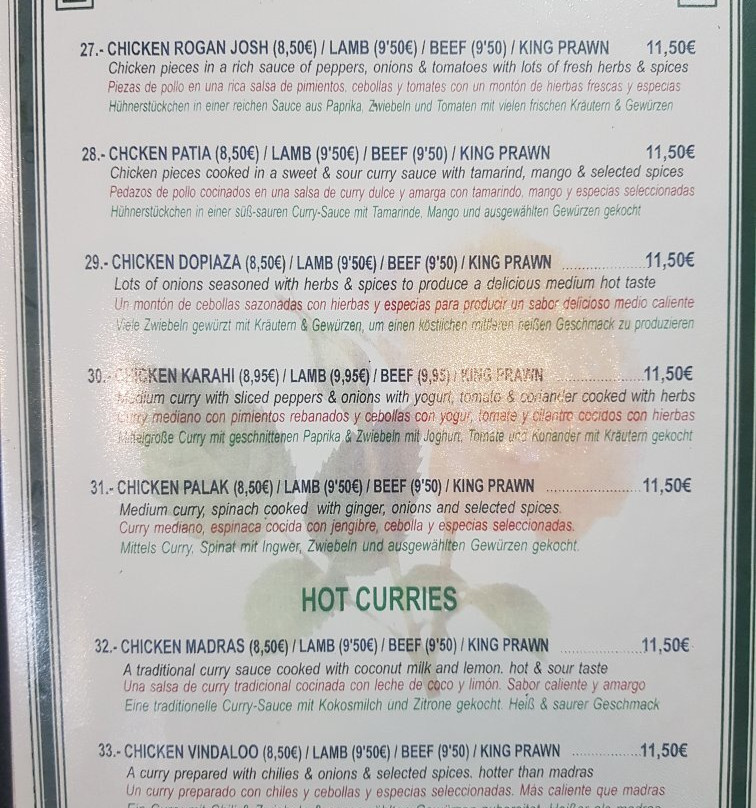 27.- CHICKEN ROGAN JOSH (8,50€) / LAMB (9'50€) / BEEF (9'50) / KING PRAWN 11,50€
Chicken pieces in a rich sauce of peppers, onions & tomatoes with lots of fresh herbs & spices
Piezas de pollo en una rica salsa de pimientos, cebollas y tomates con un montón de hierbas frescas y especias
Hühnerstückchen in einer reichen Sauce aus Paprika, Zwiebeln und Tomaten mit vielen frischen Kräutern & Gewürzen
28.- CHCKEN PATIA (8,50€) / LAMB (9'50€) / BEEF (9'50) / KING PRAWN 11,50€
Chicken pieces cooked in a sweet & sour curry sauce with tamarind, mango & selected spices
Pedazos de pollo cocinados en una salsa de curry dulce y amarga con tamarindo, mango y especias seleccionadas
Hühnerstückchen in einer süß-sauren Curry-Sauce mit Tamarinde, Mango und ausgewählten Gewürzen gekocht
29.- CHICKEN DOPIAZA (8,50€) / LAMB (9'50€) / BEEF (9'50) / KING PRAWN ................11,50€
Lots of onions seasoned with herbs & spices to produce a delicious medium hot taste
Un montón de cebollas sazonadas con hierbas y especias para producir un sabor delicioso medio caliente
Viele Zwiebeln gewürzt mit Kräutern & Gewürzen, um einen köstlichen mittleren heißen Geschmack zu produzieren
30.- CHICKEN KARAHI (8,95€) / LAMB (9,95€) / BEEF (9,95) / KING PRAWN ....................11,50€
Medium curry with sliced peppers & onions with yogurt, tomato & coriander cooked with herbs
Curry mediano con pimientos rebanados y cebollas con yogur, tomate y cilantro cocidos con hierbas
Mittelgroße Curry mit geschnittenen Paprika & Zwiebeln mit Joghurt, Tomate und Koriander mit Kräutern gekocht
31.- CHICKEN PALAK (8,50€) / LAMB (9'50€) / BEEF (9'50) / KING PRAWN ....................11,50€
Medium curry, spinach cooked with ginger, onions and selected spices.
Curry mediano, espinaca cocida con jengibre, cebolla y especias seleccionadas.
Mittels Curry, Spinat mit Ingwer, Zwiebeln und ausgewählten Gewürzen gekocht.
HOT CURRIES
32.- CHICKEN MADRAS (8,50€) / LAMB (9'50€) / BEEF (9'50) / KING PRAWN .................11,50€
A traditional curry sauce cooked with coconut milk and lemon. hot & sour taste
Una salsa de curry tradicional cocinada con leche de coco y limón. Sabor caliente y amargo
Eine traditionelle Curry-Sauce mit Kokosmilch und Zitrone gekocht. Heiß & saurer Geschmack
33.- CHICKEN VINDALOO (8,50€) / LAMB (9'50€) / BEEF (9'50) / KING PRAWN ..............11,50€
A curry prepared with chilies & onions & selected spices. hotter than madras
Un curry preparado con chiles y cebollas y especias seleccionadas. Más caliente que madras